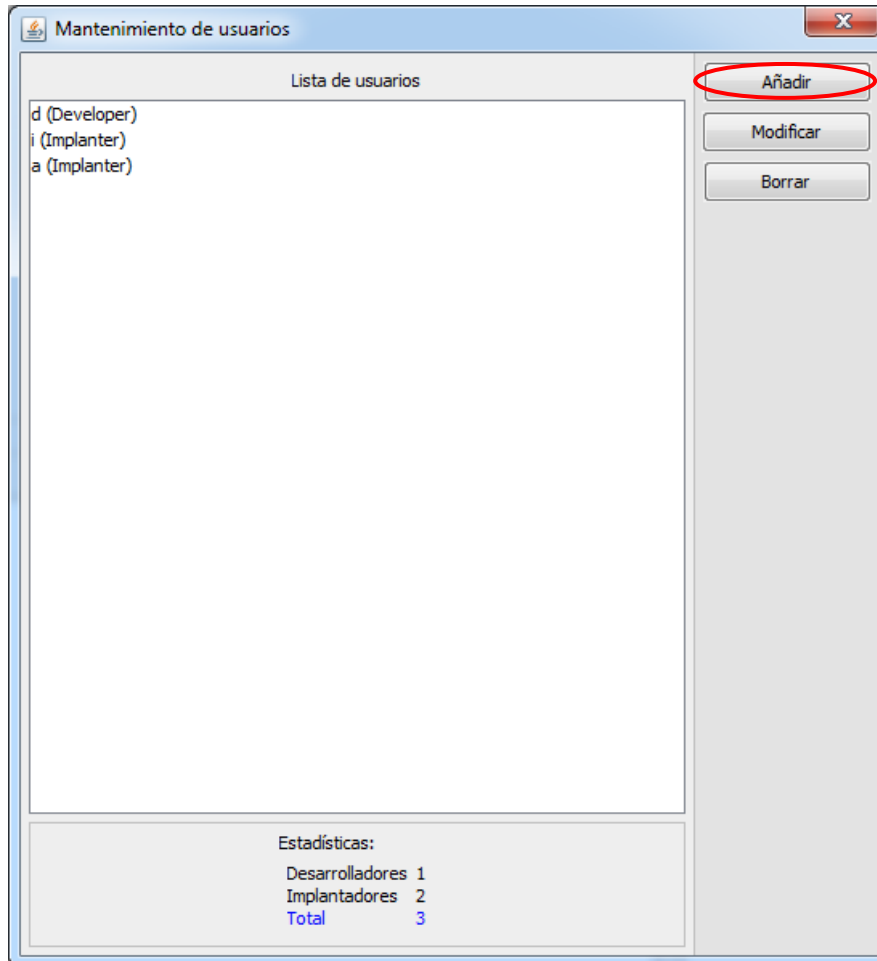 Mantenimiento de usuarios
Lista de usuarios
d (Developer)
i (Implanter)
a (Implanter)
Añadir
Modificar
Borrar
Estadísticas:
Desarrolladores 1
Implantadores 2
Total 3